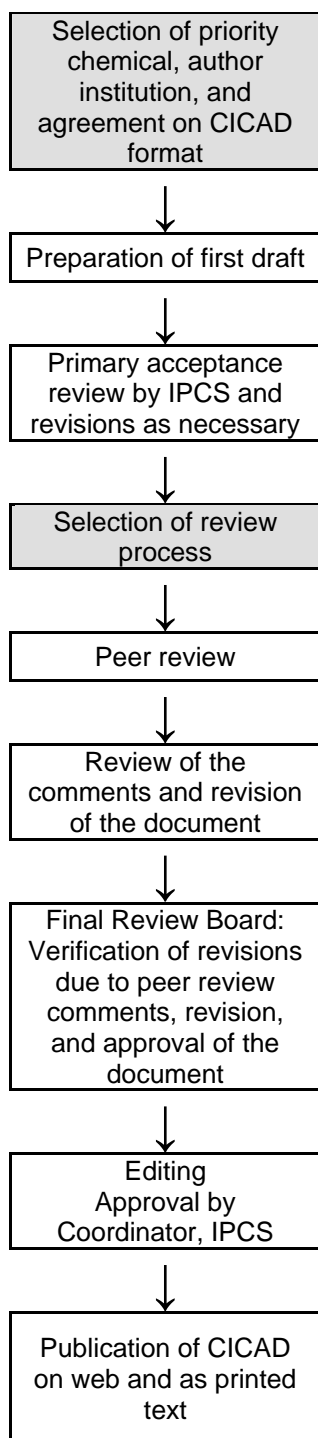 Selection of priority
chemical, author
institution, and
agreement on CICAD
format
Preparation of first draft
Primary acceptance
review by IPCS and
revisions as necessary
Selection of review
process
Peer review
Review of the
comments and revision
of the document
Final Review Board:
Verification of revisions
due to peer review
comments, revision,
and approval of the
document
Editing
Approval by
Coordinator, IPCS
Publication of CICAD
on web and as printed
text